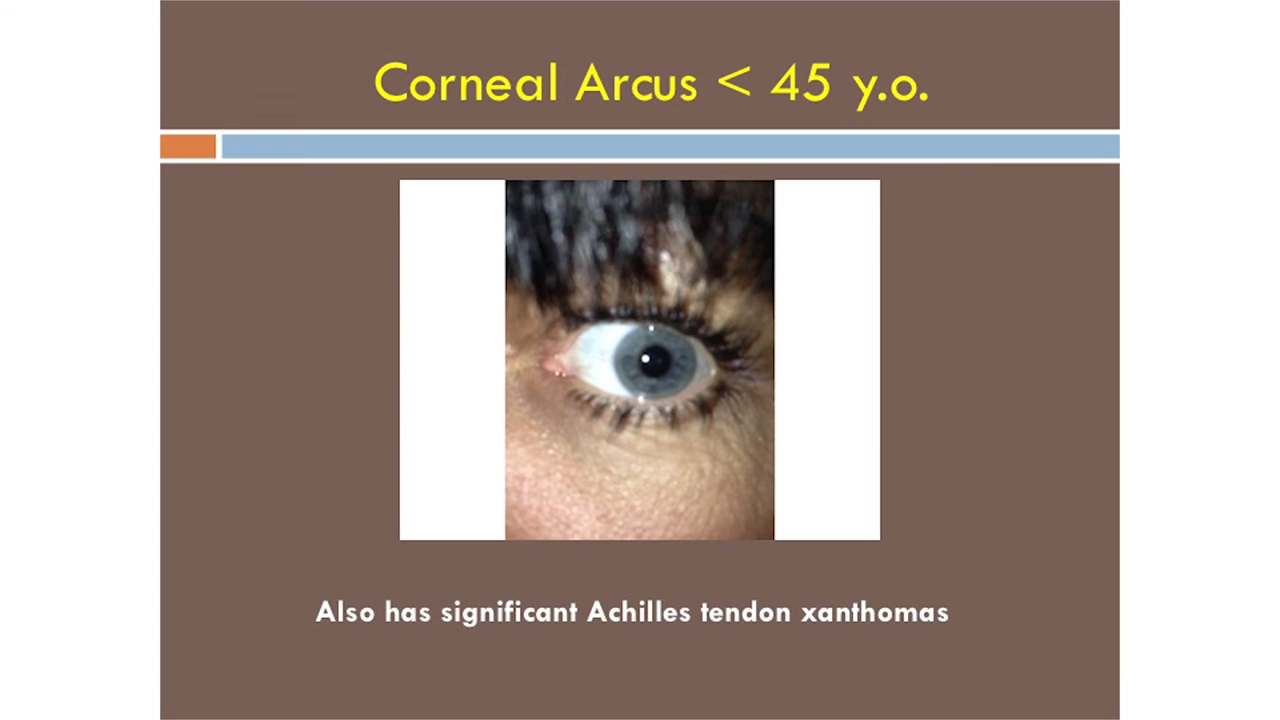 Corneal Arcus < 45 y.o.
Also has significant Achilles tendon xanthomas